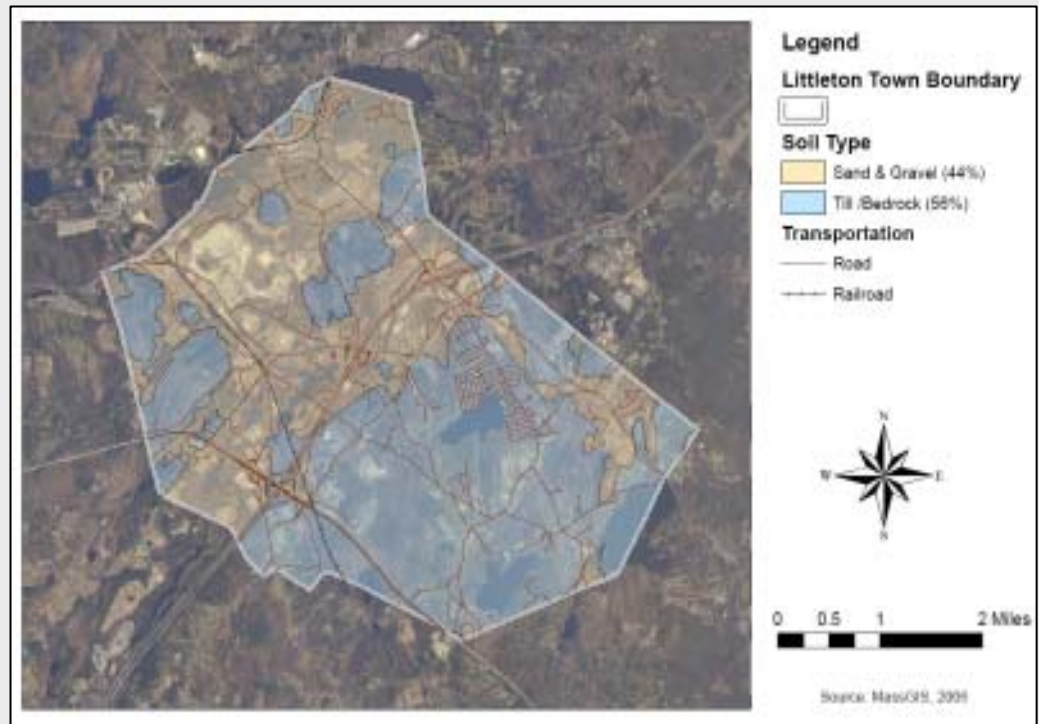 Legend
Littleton Town Boundary
Soil Type
Sand & Gravel (44%)
Till /Bedrock (56%)
Transportation
Road
Railroad
N
W E
0 0.5 1 2 Miles
Source: MassGIS,